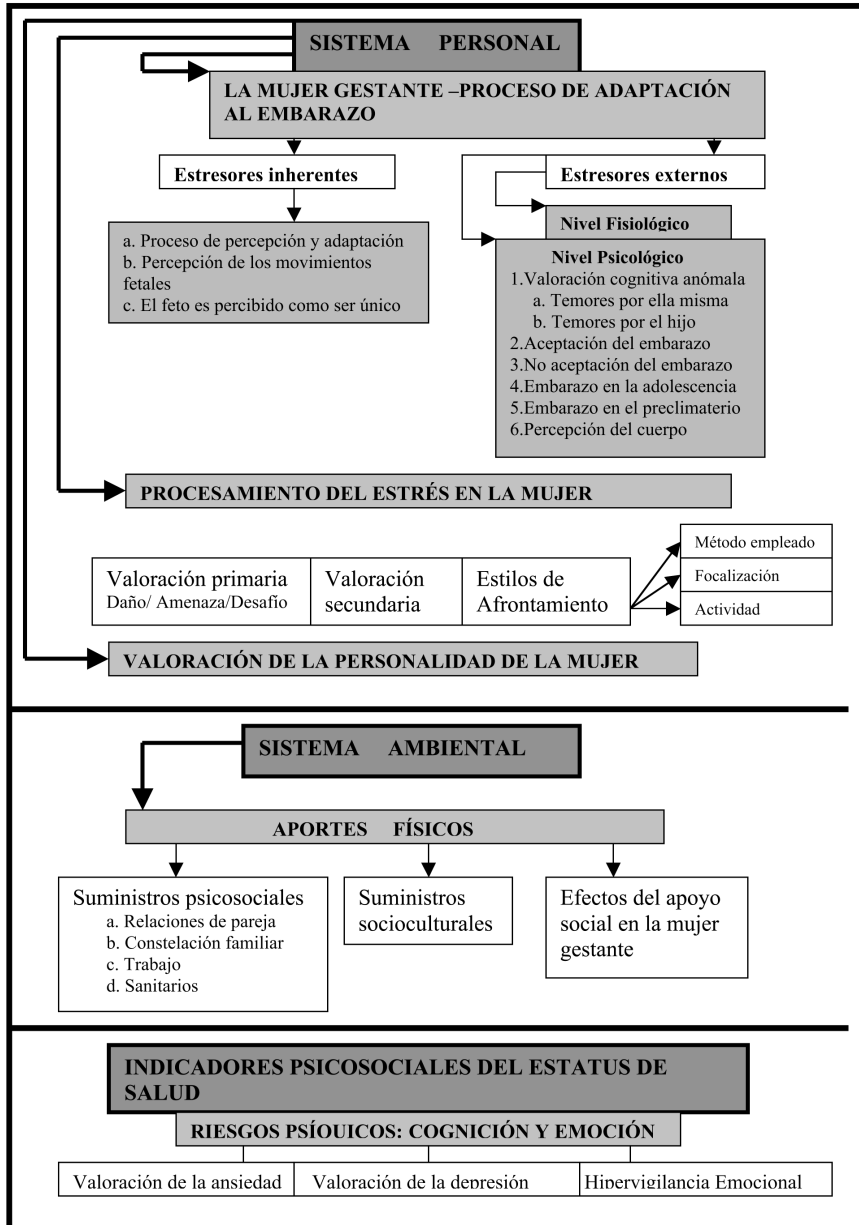 SISTEMA PERSONAL
LA MUJER GESTANTE –PROCESO DE ADAPTACIÓN
AL EMBARAZO
Estresores inherentes
Estresores externos
a. Proceso de percepción y adaptación
b. Percepción de los movimientos
fetales
c. El feto es percibido como ser único
Nivel Fisiológico
Nivel Psicológico
1.Valoración cognitiva anómala
a. Temores por ella misma
b. Temores por el hijo
2.Aceptación del embarazo
3.No aceptación del embarazo
4.Embarazo en la adolescencia
5.Embarazo en el preclimaterio
6.Percepción del cuerpo
PROCESAMIENTO DEL ESTRÉS EN LA MUJER
Valoración primaria
Daño/ Amenaza/Desafío
Valoración
secundaria
Estilos de
Afrontamiento
Método empleado
Focalización
Actividad
VALORACIÓN DE LA PERSONALIDAD DE LA MUJER
SISTEMA AMBIENTAL
APORTES FÍSICOS
Suministros psicosociales
a. Relaciones de pareja
b. Constelación familiar
c. Trabajo
d. Sanitarios
Suministros
socioculturales
Efectos del apoyo
social en la mujer
gestante
INDICADORES PSICOSOCIALES DEL ESTATUS DE
SALUD
RIESGOS PSÍQUICOS: COGNICIÓN Y EMOCIÓN
Valoración de la ansiedad
Valoración de la depresión
Hipervigilancia Emocional